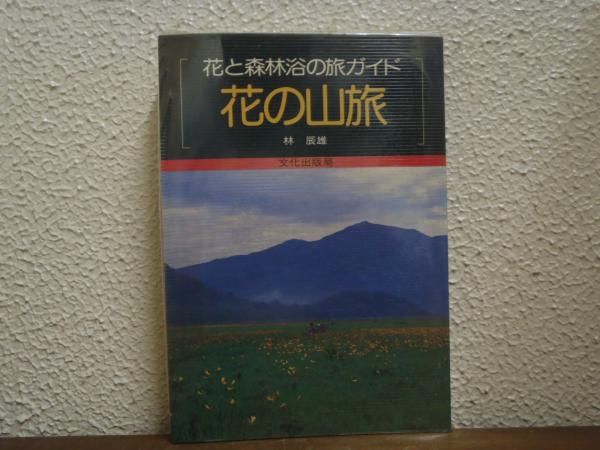 花と森林浴の旅ガイド
花の山旅
林 辰雄
文化出版局